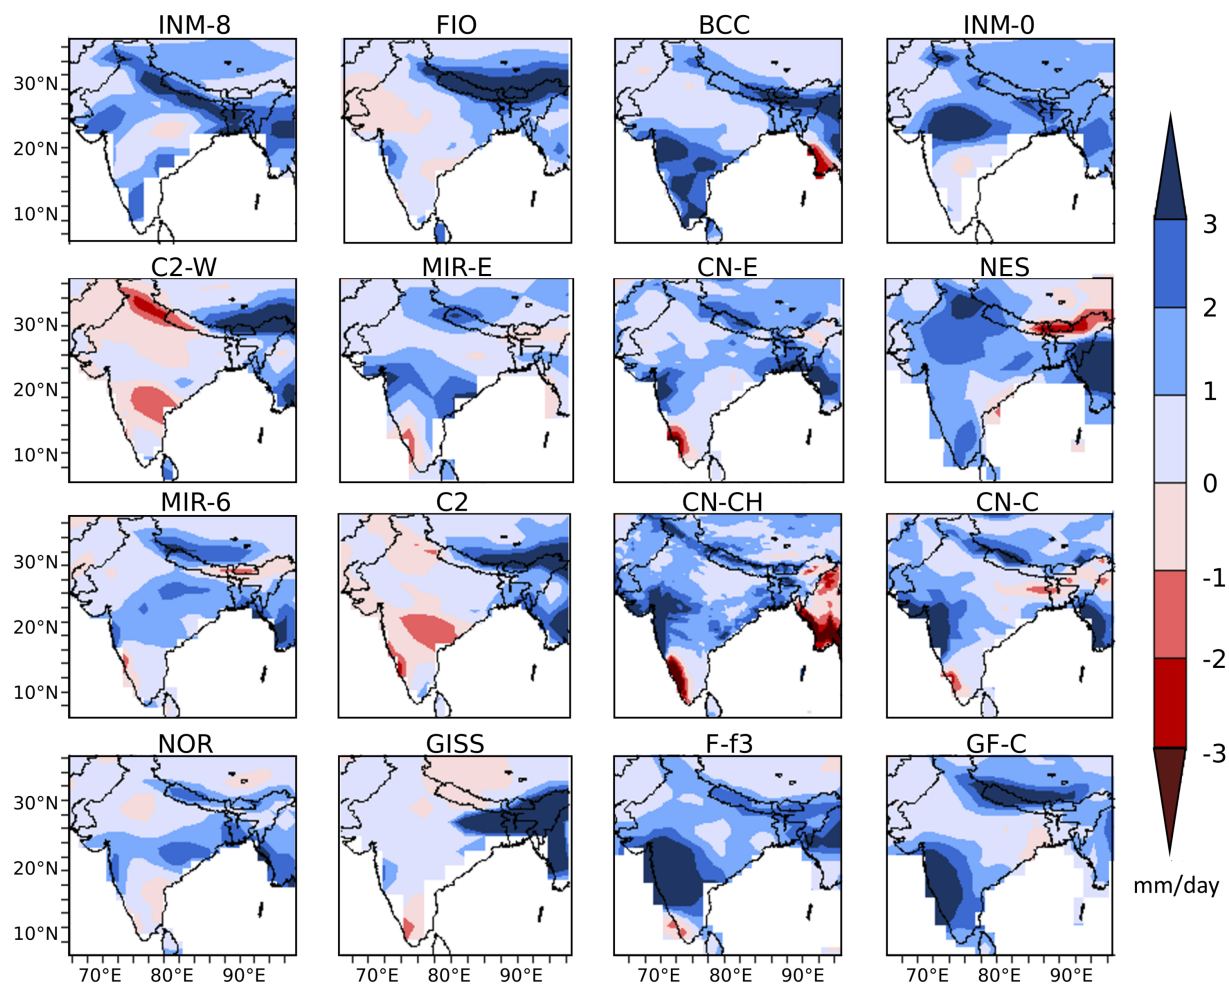 INM-8 FIO BCC INM-0
30°N
20°N
10°N
C2-W MIR-E CN-E NES
30°N
20°N
10°N
MIR-6 C2 CN-CH CN-C
30°N
20°N
10°N
NOR GISS F-f3 GF-C
30°N
20°N
10°N
70°E 80°E 90°E 70°E 80°E 90°E 70°E 80°E 90°E 70°E 80°E 90°E
3
2
1
0
-1
-2
-3
mm/day